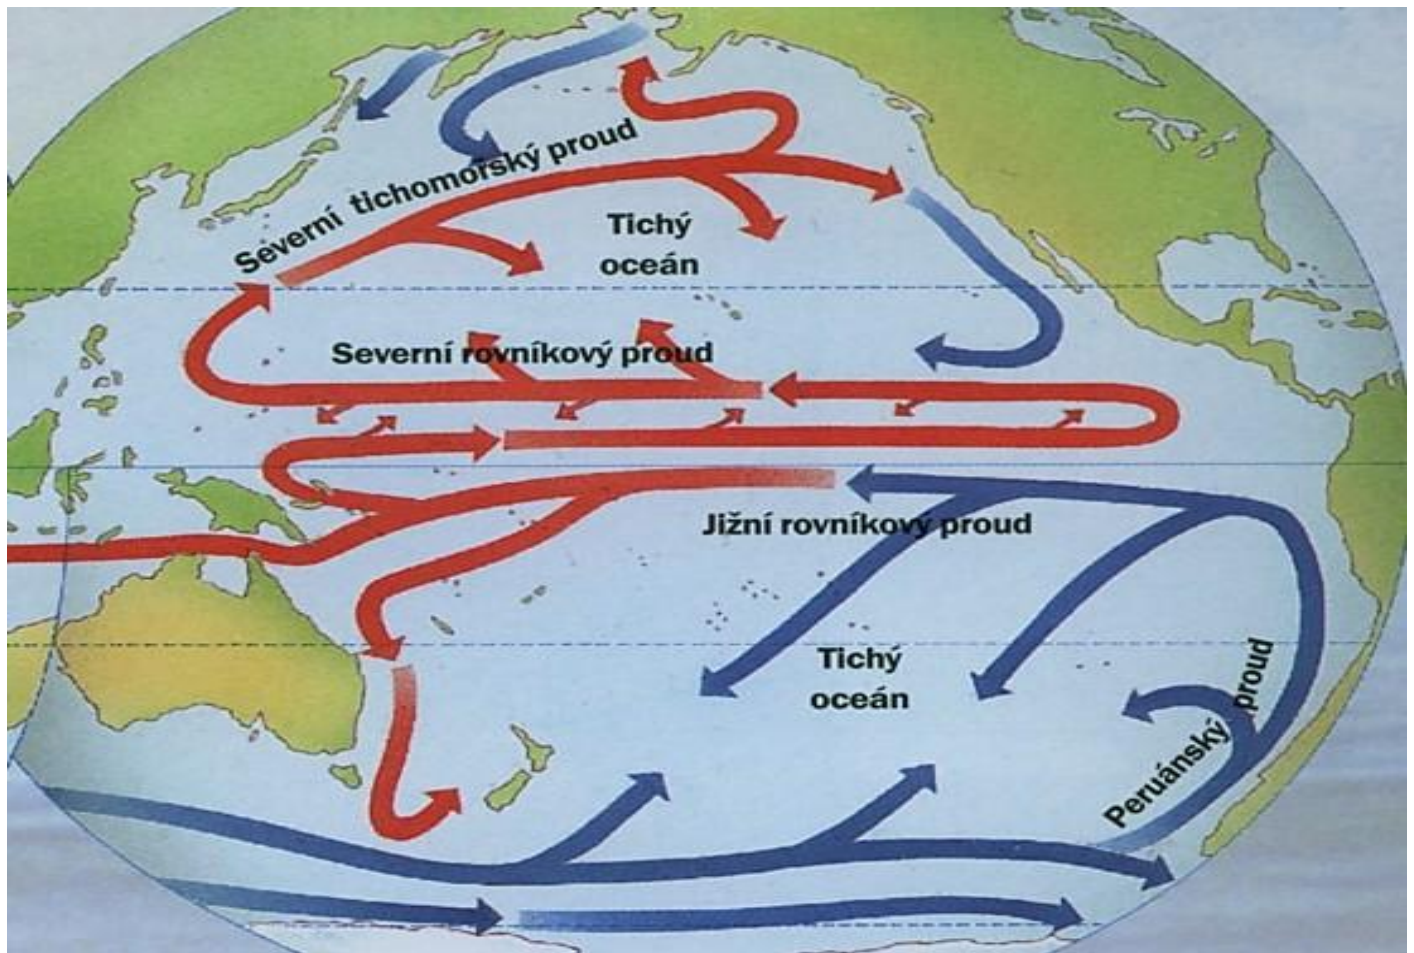 Severní tichomořský proud
Tichý
oceán
Severní rovníkový proud
Jižní rovníkový proud
Tichý
oceán
Peruánský proud